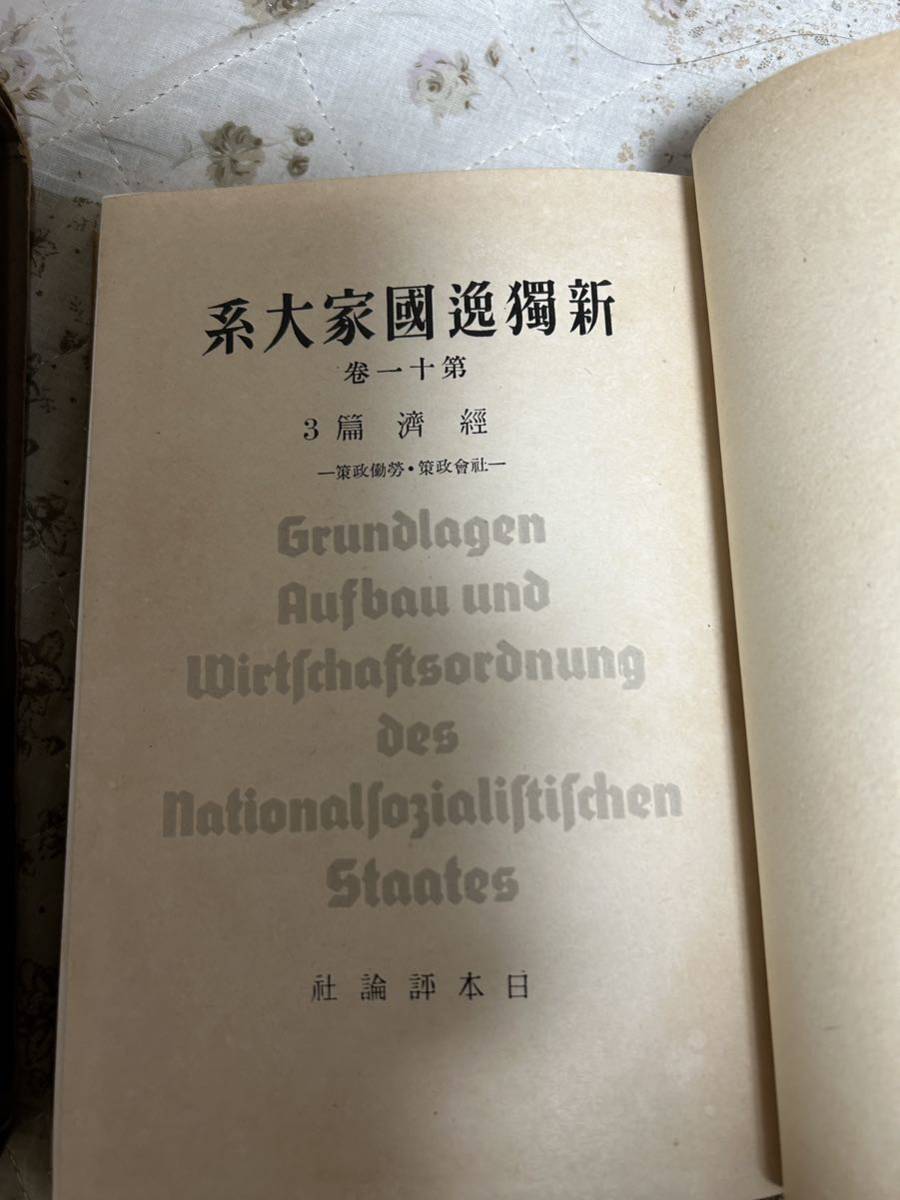 新獨逸國家大系
第十一卷
經濟篇 3
—社會政策・勞働政策—
Grundlagen
Aufbau und
Wirtſchaftsordnung
des
Nationalſozialiſtiſchen
Staates
日本評論社